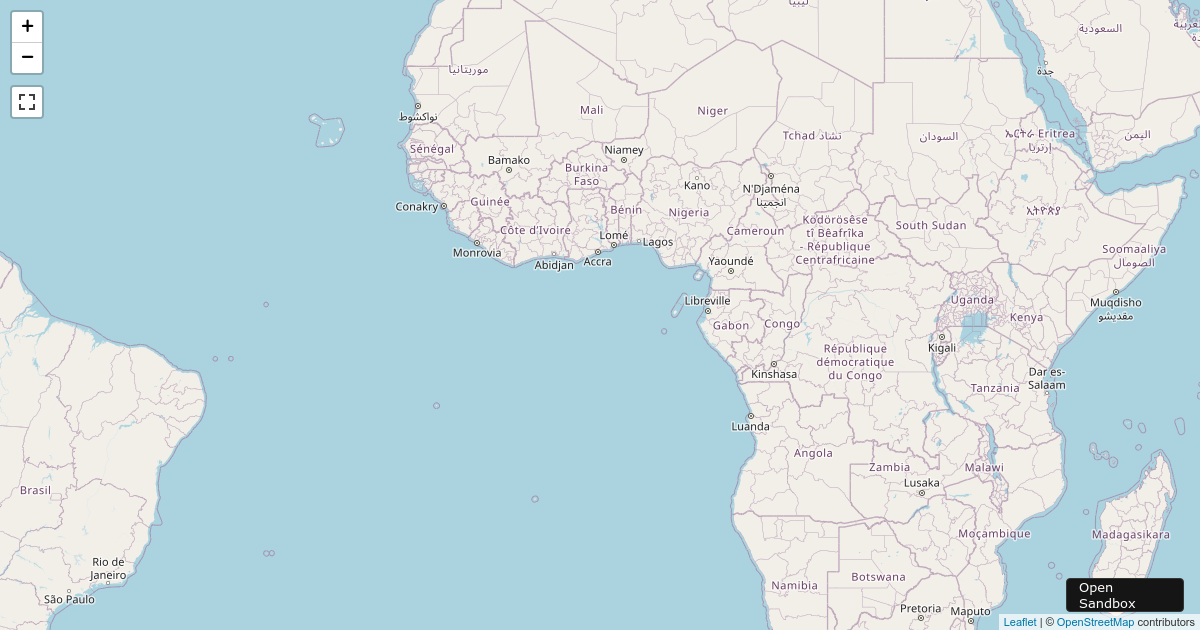 +
−
ليبيا
السعودية
موريتانيا
جدة
Mali
Niger
نواكشوط
Tchad تشاد
السودان
ኤርትራ Eritrea
إرتريا
اليمن
Sénégal
Bamako
Niamey
Burkina
Faso
Kano
N'Djaména
انجمينا
Conakry
Guinée
Bénin
Nigeria
Côte d'Ivoire
Cameroun
Ködörösêse
tî Bêafrîka
- République
Centrafricaine
South Sudan
ኢትዮጵያ
Monrovia
Lomé
Lagos
Abidjan
Accra
Yaoundé
Soomaaliya
الصومال
Libreville
Gabon
Congo
Uganda
Kenya
Muqdisho
مقديشو
Kigali
République
démocratique
du Congo
Kinshasa
Dar es-
Salaam
Tanzania
Luanda
Angola
Zambia
Malawi
Lusaka
Brasil
Moçambique
Madagasikara
Rio de
Janeiro
São Paulo
Namibia
Botswana
Pretoria
Maputo
Open
Sandbox
Leaflet | © OpenStreetMap contributors